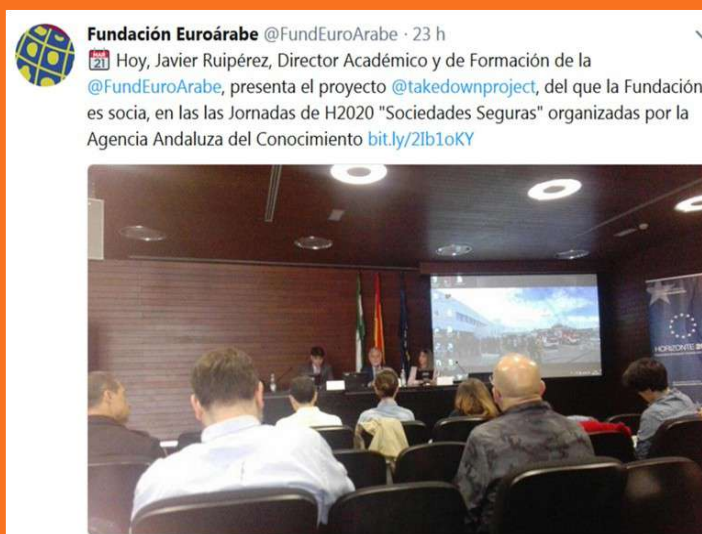 Fundación Euroárabe @FundEuroArabe · 23 h
MAR 21 Hoy, Javier Ruipérez, Director Académico y de Formación de la
@FundEuroArabe, presenta el proyecto @takedownproject, del que la Fundación
es socia, en las las Jornadas de H2020 "Sociedades Seguras" organizadas por la
Agencia Andaluza del Conocimiento bit.ly/2Ib1oKY
HORIZONTE